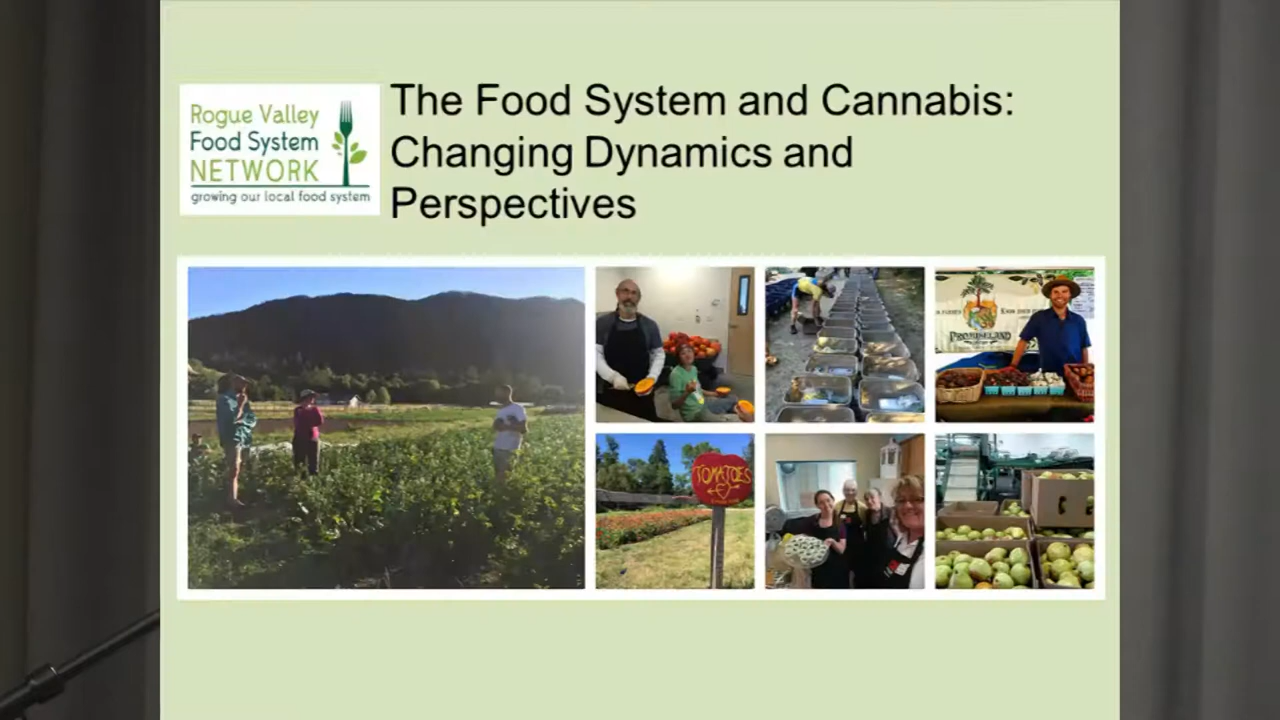 Rogue Valley
Food System
NETWORK
growing our local food system
The Food System and Cannabis:
Changing Dynamics and
Perspectives
PROMISELAND
TOMATOES